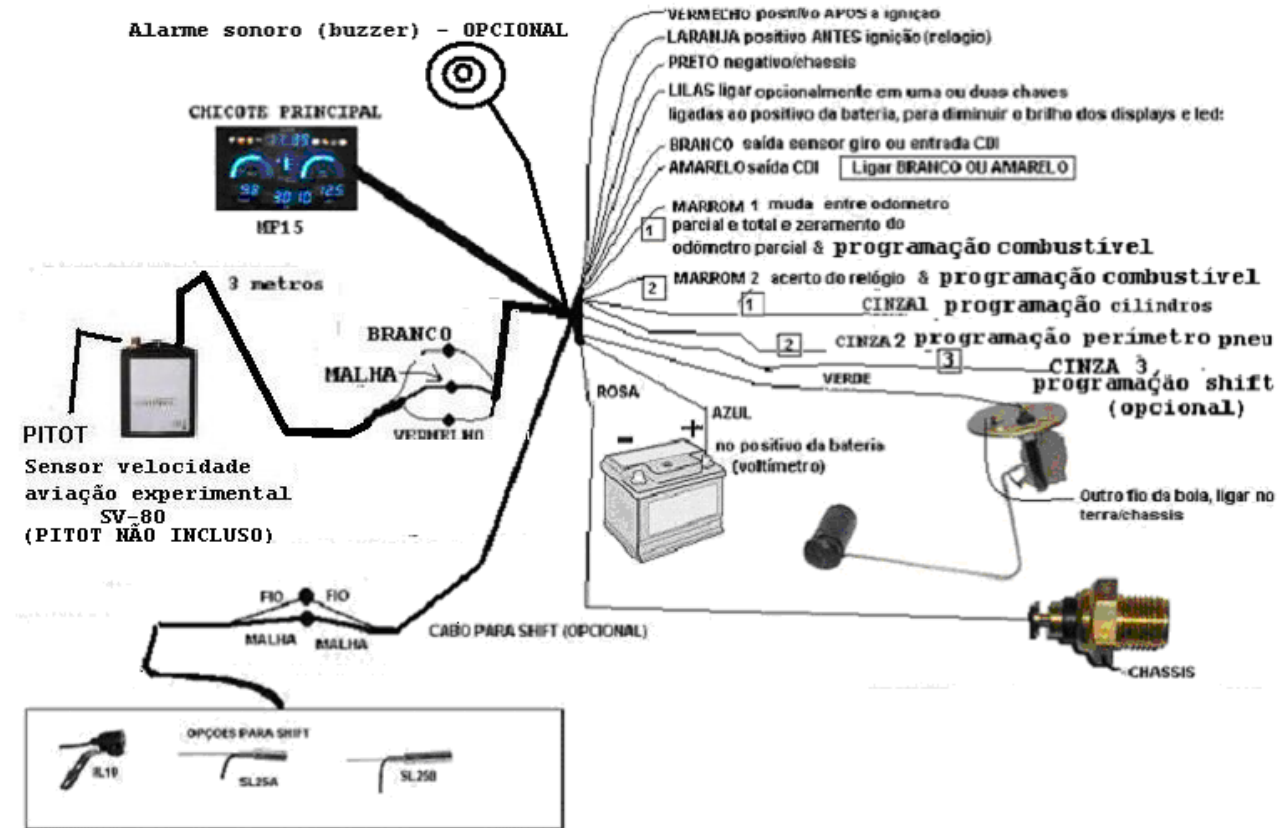 Alarme sonoro (buzzer) - OPCIONAL
CHICOTE PRINCIPAL
MF15
VERMECHO positivo APOS a ignição
LARANJA positivo ANTES ignição (relogio)
PRETO negativo/chassis
LILAS ligar opcionalmente em uma ou duas chaves
ligadas ao positivo da bateria, para diminuir o brilho dos displays e led:
BRANCO saída sensor giro ou entrada CDI
AMARELO saída CDI
Ligar BRANCO OU AMARELO
MARROM 1 muda entre odometro
1 parcial e total e zeramento do
odômetro parcial & programação combustível
2 MARROM 2 acerto do relógio & programação combustível
1 CINZA1 programação cilindros
2 CINZA 2 programação perímetro pneu
3 CINZA 3,
programação shift
(opcional)
VERDE
ROSA
AZUL
- +
no positivo da bateria
(voltímetro)
Outro fio da boia, ligar no
terra/chassis
CHASSIS
3 metros
BRANCO
MALHA
VERMELHO
PITOT
Sensor velocidade
aviação experimental
SV-80
(PITOT NÃO INCLUSO)
FIO FIO
MALHA MALHA
CABO PARA SHIFT (OPCIONAL)
OPÇOES PARA SHIFT
SL25A
SL25B